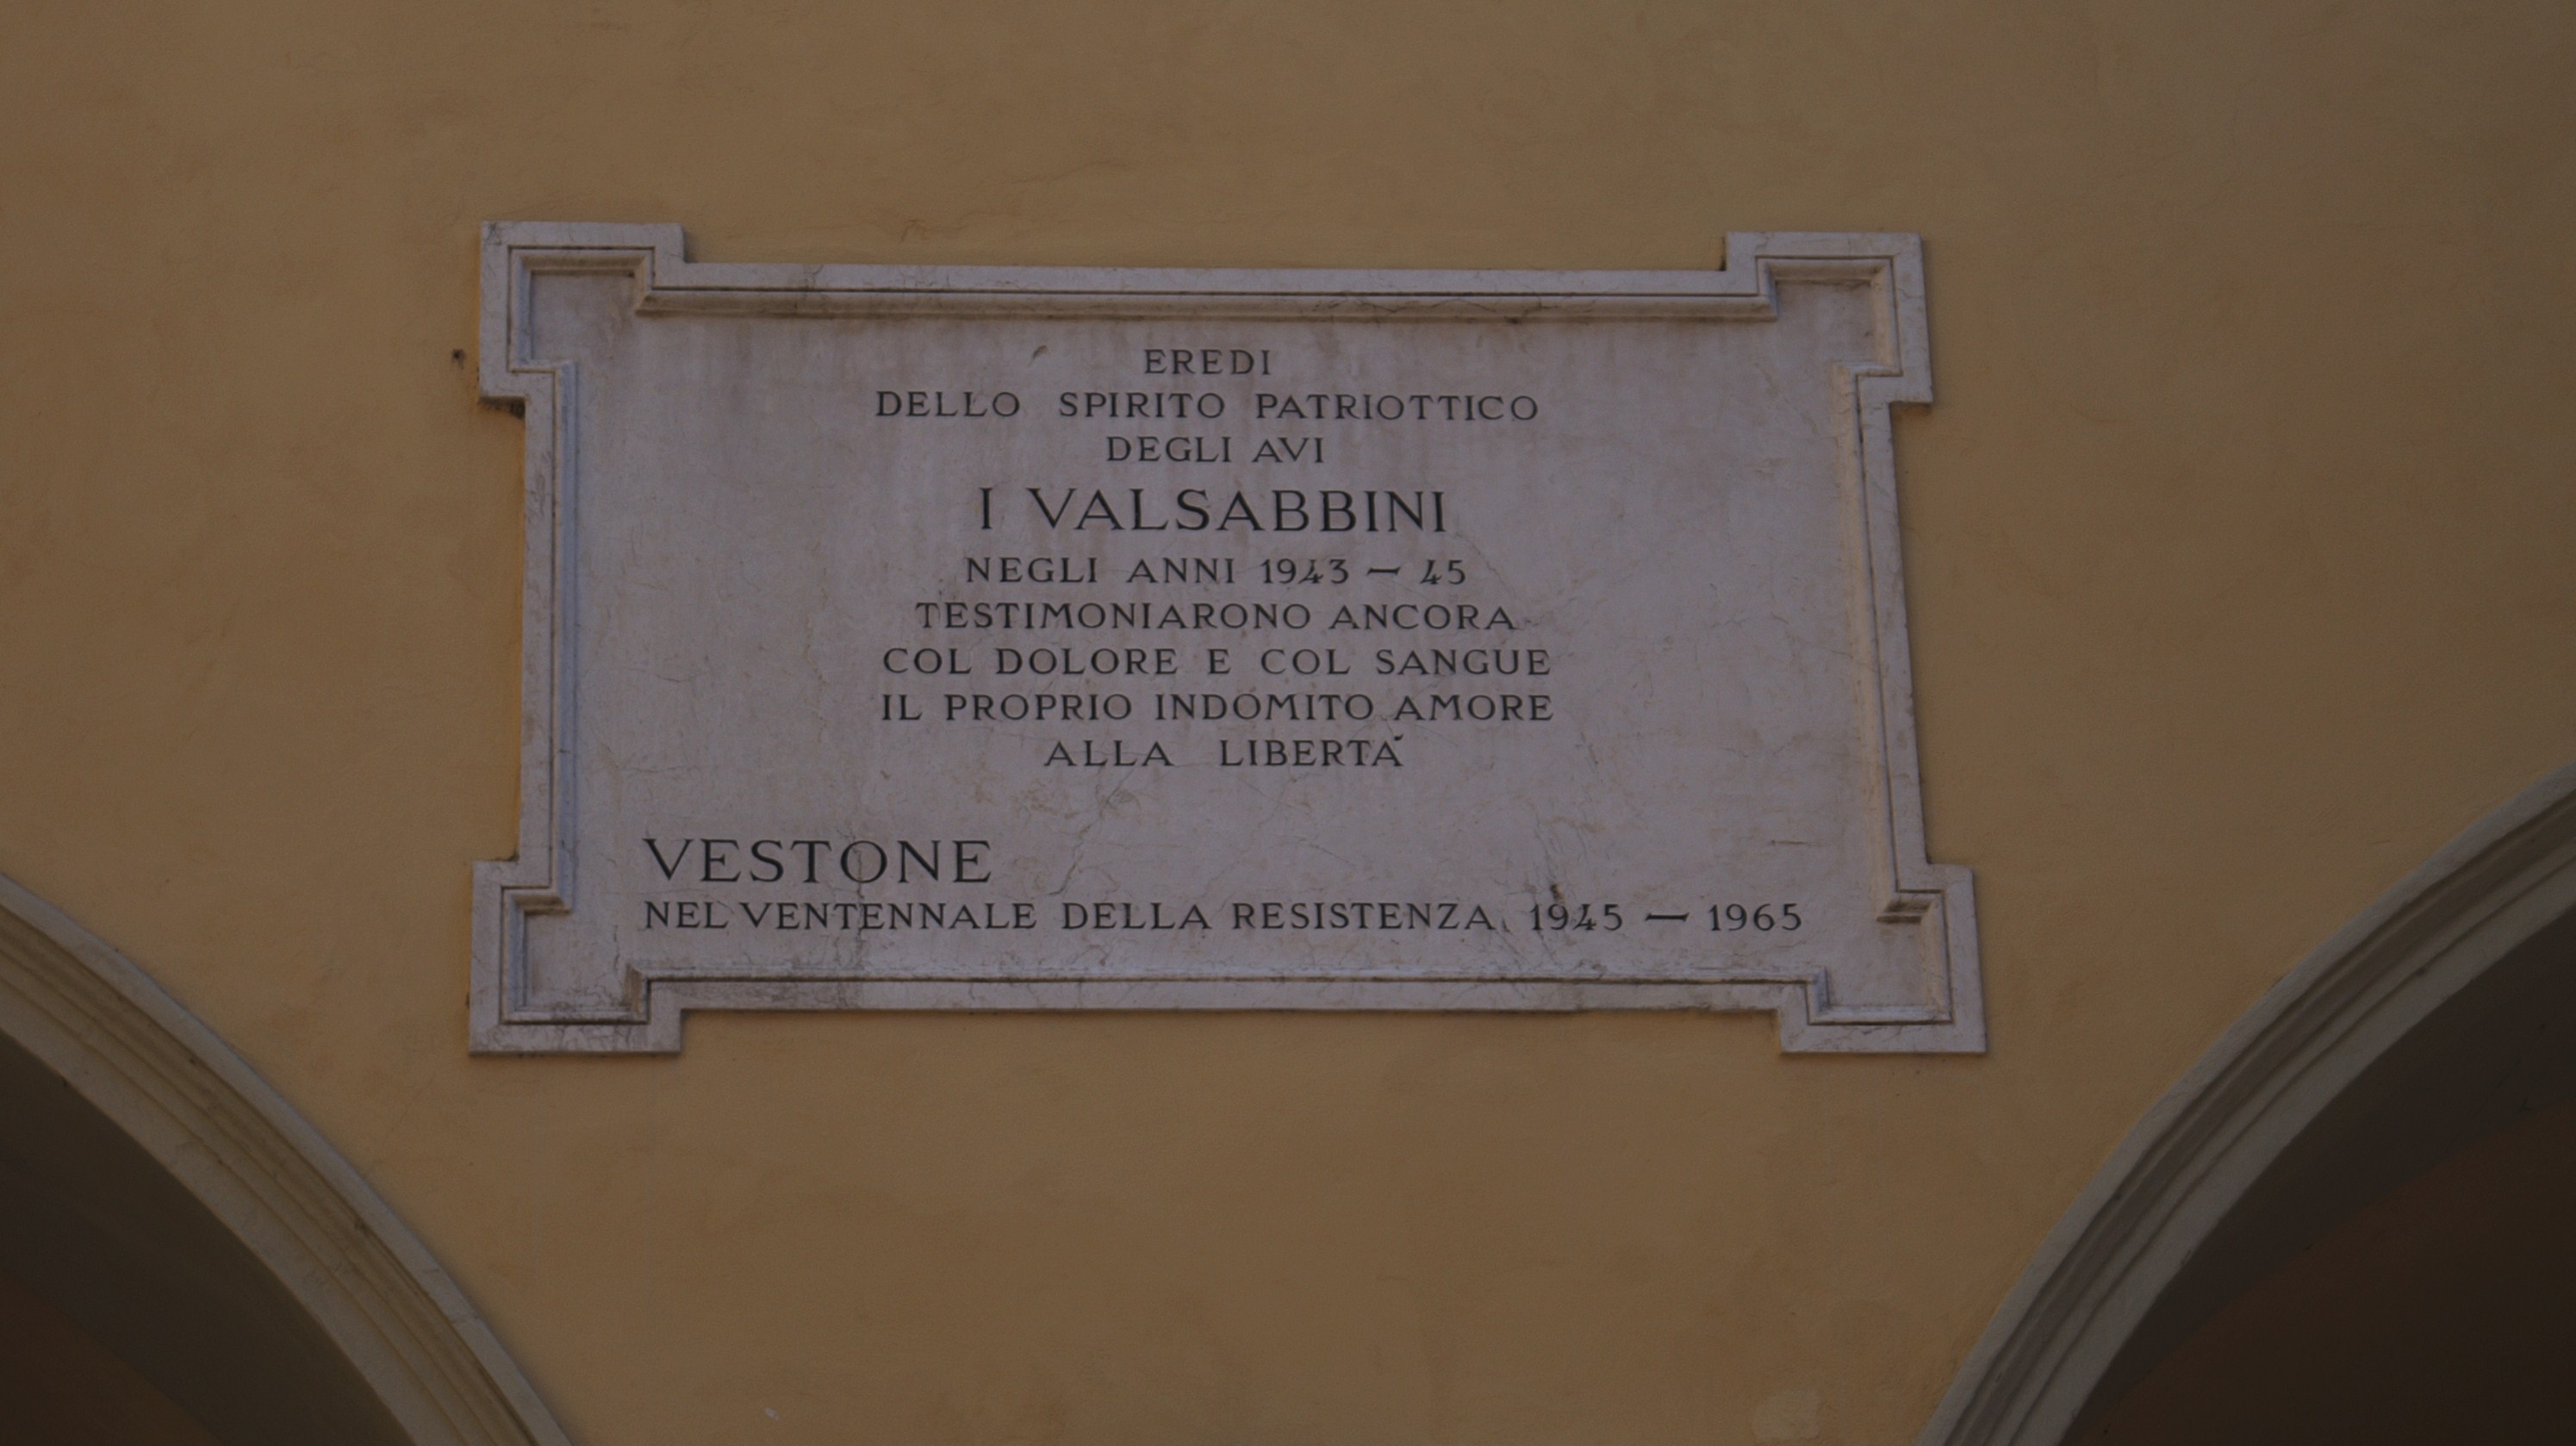 EREDI
DELLO SPIRITO PATRIOTTICO
DEGLI AVI
I VALSABBINI
NEGLI ANNI 1943 — 45
TESTIMONIARONO ANCORA
COL DOLORE E COL SANGUE
IL PROPRIO INDOMITO AMORE
ALLA LIBERTÁ
VESTONE
NEL VENTENNALE DELLA RESISTENZA 1945 — 1965